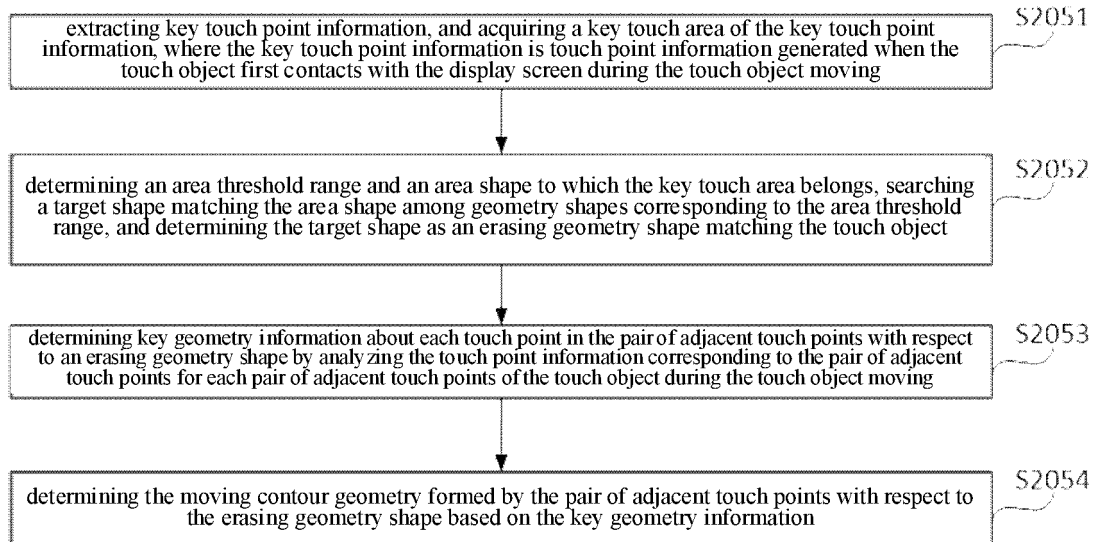 extracting key touch point information, and acquiring a key touch area of the key touch point
information, where the key touch point information is touch point information generated when the
touch object first contacts with the display screen during the touch object moving
S2051
determining an area threshold range and an area shape to which the key touch area belongs, searching
a target shape matching the area shape among geometry shapes corresponding to the area threshold
range, and determining the target shape as an erasing geometry shape matching the touch object
S2052
determining key geometry information about each touch point in the pair of adjacent touch points with respect
to an erasing geometry shape by analyzing the touch point information corresponding to the pair of adjacent
touch points for each pair of adjacent touch points of the touch object during the touch object moving
S2053
determining the moving contour geometry formed by the pair of adjacent touch points with respect to
the erasing geometry shape based on the key geometry information
S2054